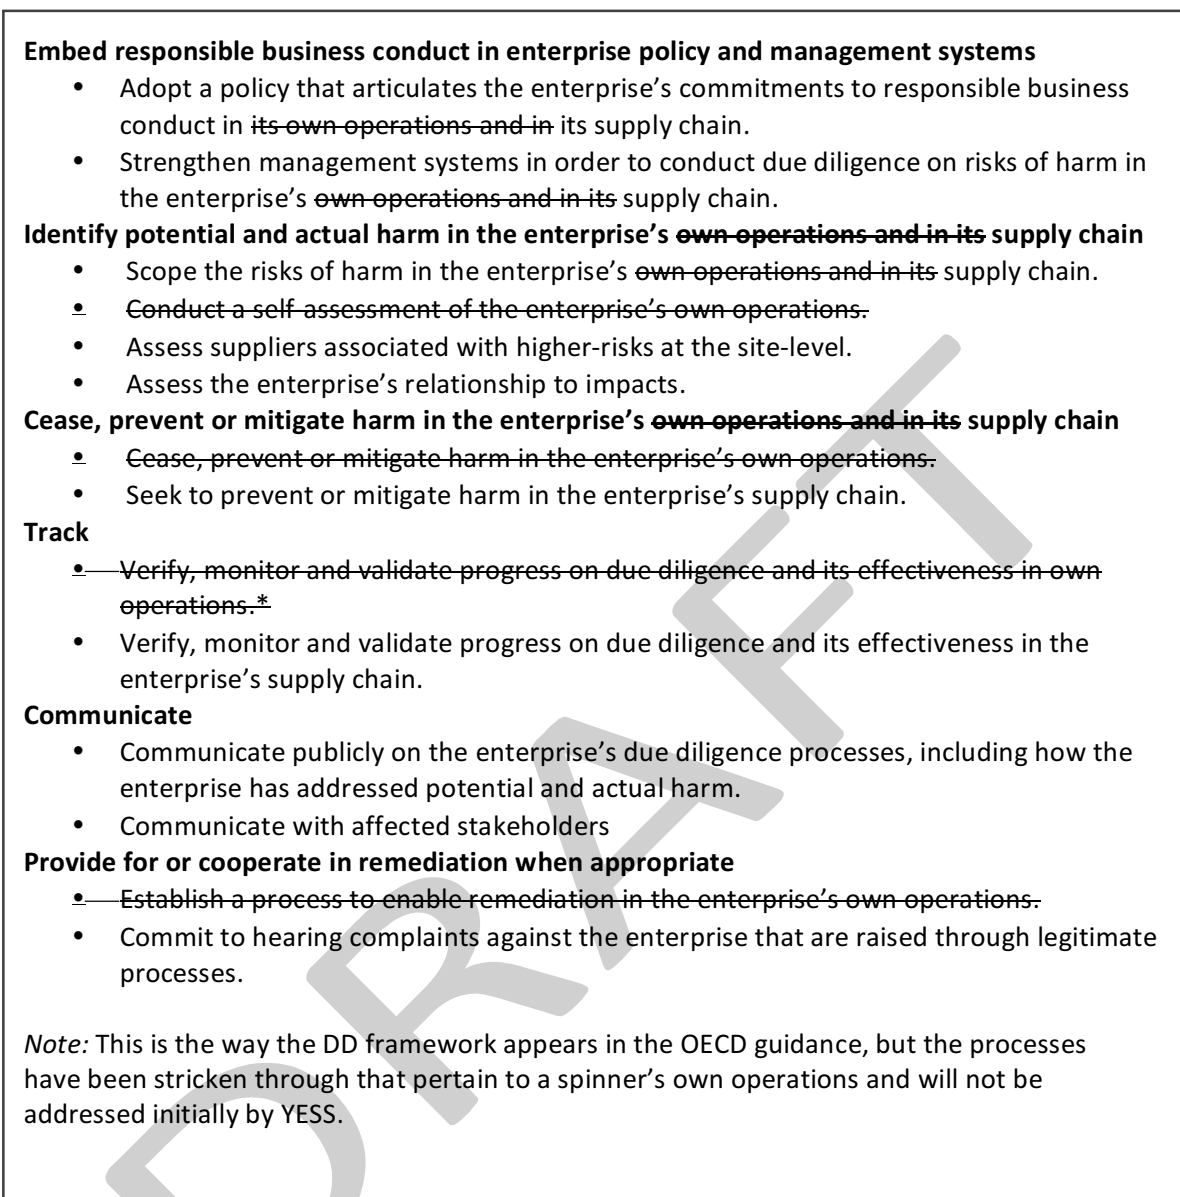 Embed responsible business conduct in enterprise policy and management systems
• Adopt a policy that articulates the enterprise’s commitments to responsible business
conduct in its own operations and in its supply chain.
• Strengthen management systems in order to conduct due diligence on risks of harm in
the enterprise’s own operations and in its supply chain.
Identify potential and actual harm in the enterprise’s own operations and in its supply chain
• Scope the risks of harm in the enterprise’s own operations and in its supply chain.
• Conduct a self-assessment of the enterprise’s own operations.
• Assess suppliers associated with higher-risks at the site-level.
• Assess the enterprise’s relationship to impacts.
Cease, prevent or mitigate harm in the enterprise’s own operations and in its supply chain
• Cease, prevent or mitigate harm in the enterprise’s own operations.
• Seek to prevent or mitigate harm in the enterprise’s supply chain.
Track
• Verify, monitor and validate progress on due diligence and its effectiveness in own
operations.*
• Verify, monitor and validate progress on due diligence and its effectiveness in the
enterprise’s supply chain.
Communicate
• Communicate publicly on the enterprise’s due diligence processes, including how the
enterprise has addressed potential and actual harm.
• Communicate with affected stakeholders
Provide for or cooperate in remediation when appropriate
• Establish a process to enable remediation in the enterprise’s own operations.
• Commit to hearing complaints against the enterprise that are raised through legitimate
processes.
Note: This is the way the DD framework appears in the OECD guidance, but the processes
have been stricken through that pertain to a spinner’s own operations and will not be
addressed initially by YESS.
DRAFT